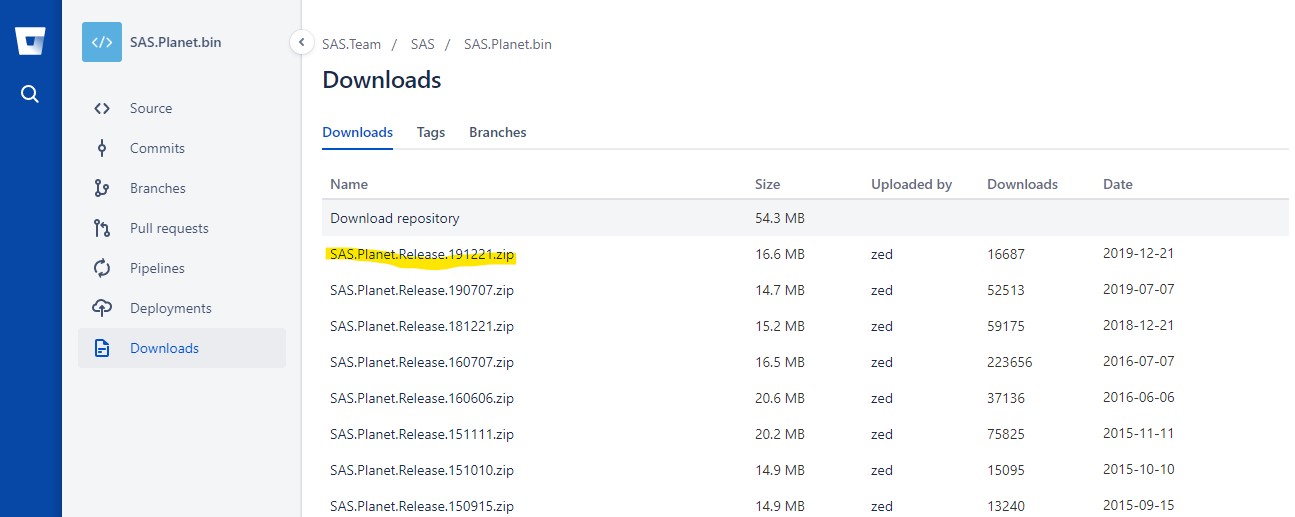 </> SAS.Planet.bin
Source
Commits
Branches
Pull requests
Pipelines
Deployments
Downloads
SAS.Team / SAS / SAS.Planet.bin
Downloads
Downloads Tags Branches
Name Size Uploaded by Downloads Date
Download repository 54.3 MB
SAS.Planet.Release.191221.zip 16.6 MB zed 16687 2019-12-21
SAS.Planet.Release.190707.zip 14.7 MB zed 52513 2019-07-07
SAS.Planet.Release.181221.zip 15.2 MB zed 59175 2018-12-21
SAS.Planet.Release.160707.zip 16.5 MB zed 223656 2016-07-07
SAS.Planet.Release.160606.zip 20.6 MB zed 37136 2016-06-06
SAS.Planet.Release.151111.zip 20.2 MB zed 75825 2015-11-11
SAS.Planet.Release.151010.zip 14.9 MB zed 15095 2015-10-10
SAS.Planet.Release.150915.zip 14.9 MB zed 13240 2015-09-15